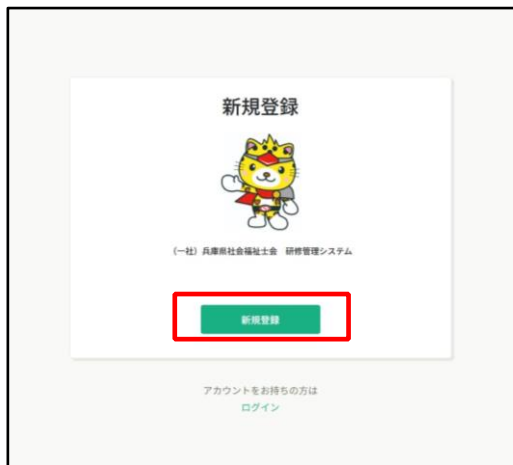 新規登録
(一社) 兵庫県社会福祉士会 研修管理システム
新規登録
アカウントをお持ちの方は
ログイン